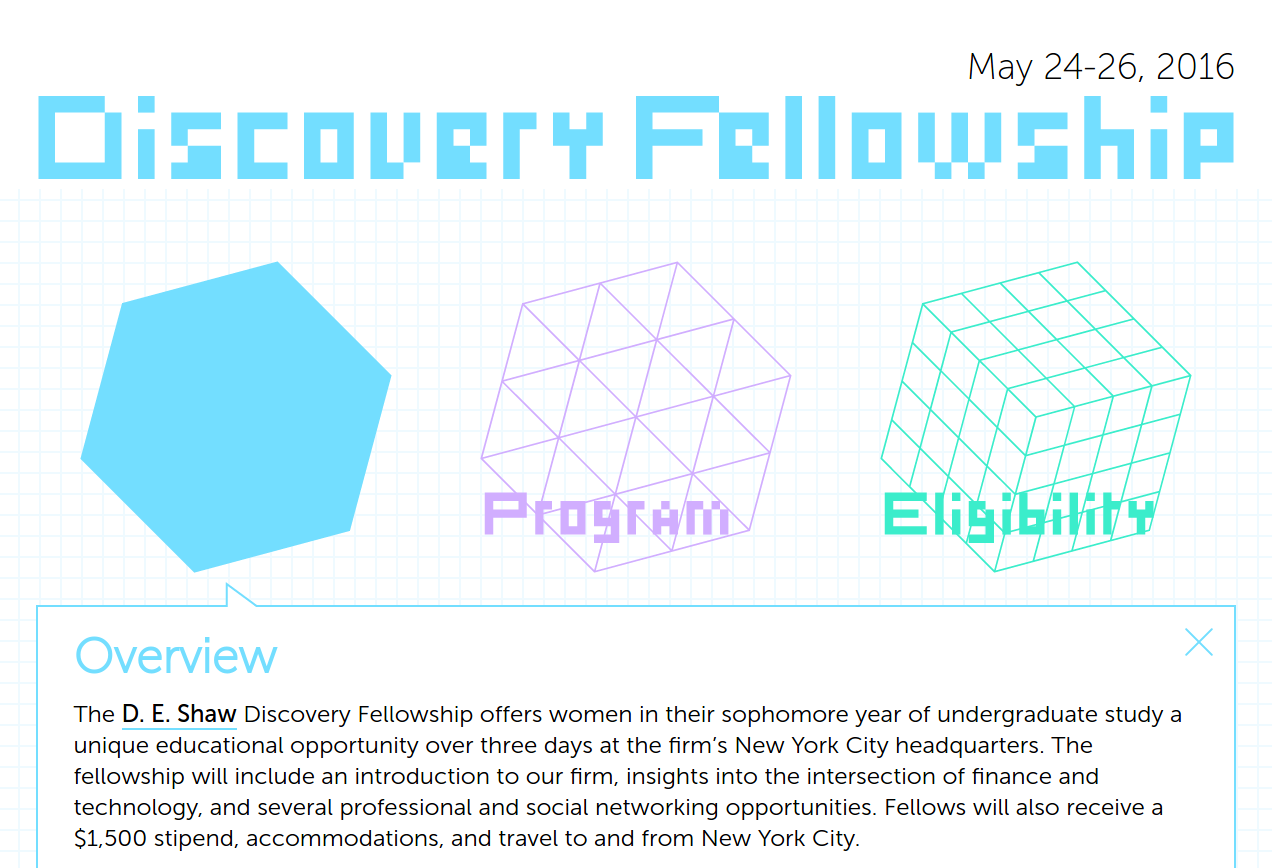 May 24-26, 2016
Discovery Fellowship
Program
Eligibility
Overview
The D. E. Shaw Discovery Fellowship offers women in their sophomore year of undergraduate study a
unique educational opportunity over three days at the firm’s New York City headquarters. The
fellowship will include an introduction to our firm, insights into the intersection of finance and
technology, and several professional and social networking opportunities. Fellows will also receive a
$1,500 stipend, accommodations, and travel to and from New York City.